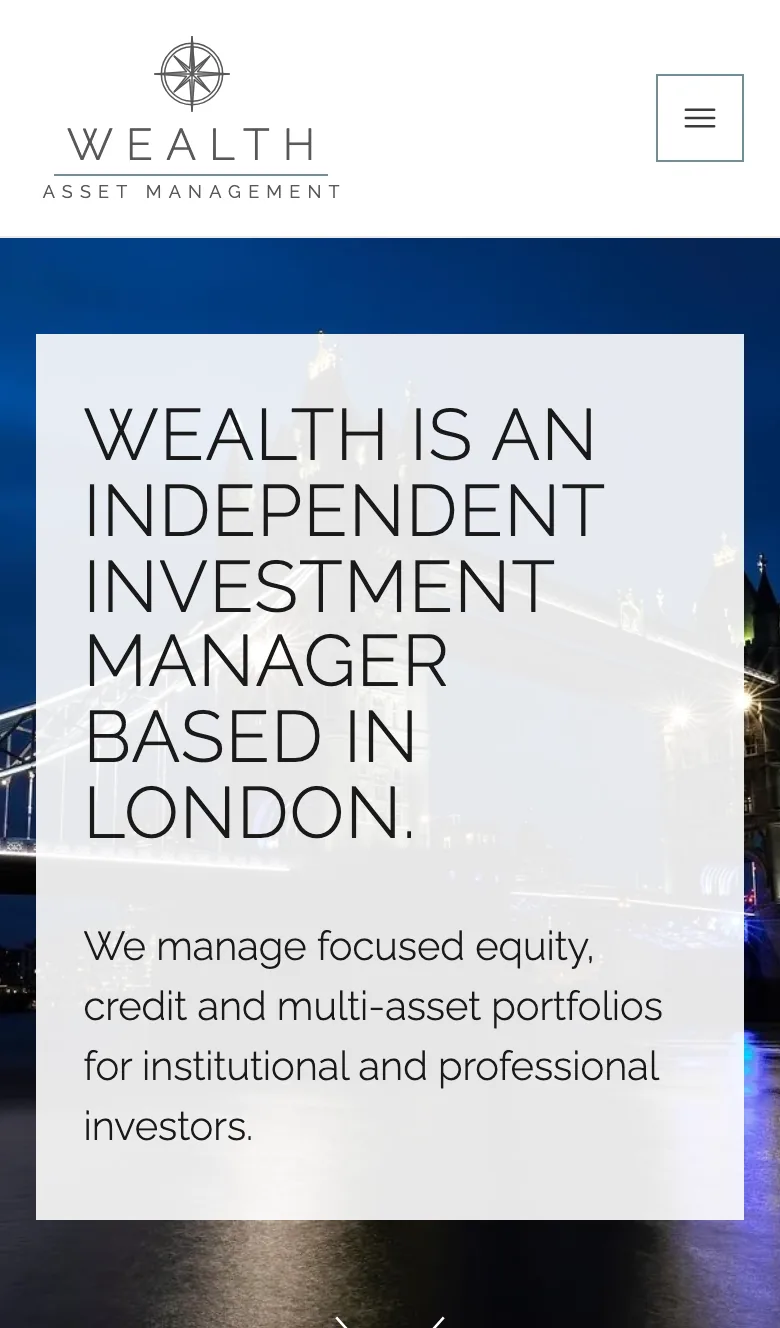 WEALTH
ASSET MANAGEMENT
WEALTH IS AN
INDEPENDENT
INVESTMENT
MANAGER
BASED IN
LONDON.
We manage focused equity,
credit and multi-asset portfolios
for institutional and professional
investors.